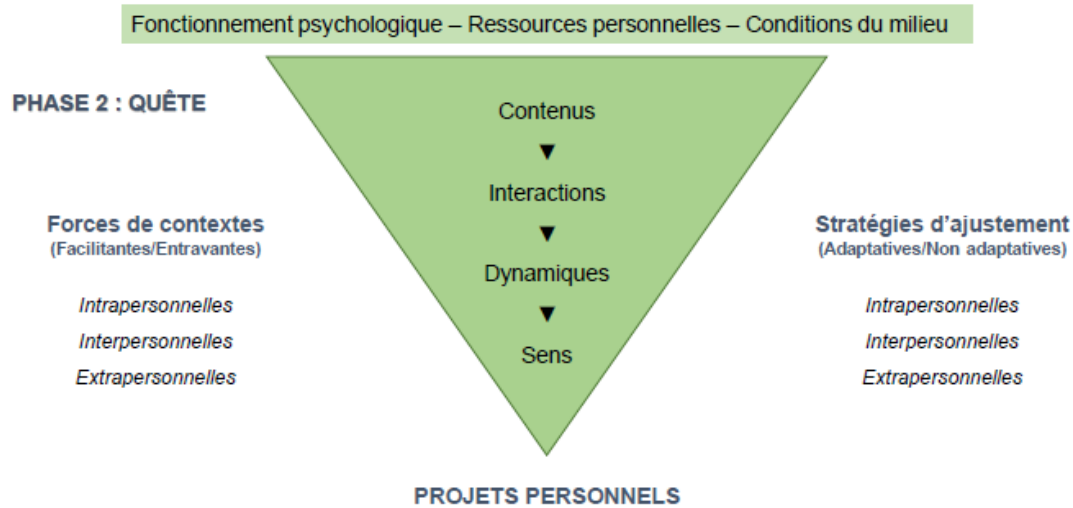 Fonctionnement psychologique – Ressources personnelles – Conditions du milieu
PHASE 2 : QUÊTE
Contenus
▼
Interactions
▼
Dynamiques
▼
Sens
Forces de contextes
(Facilitantes/Entravantes)
Intrapersonnelles
Interpersonnelles
Extrapersonnelles
Stratégies d'ajustement
(Adaptatives/Non adaptatives)
Intrapersonnelles
Interpersonnelles
Extrapersonnelles
PROJETS PERSONNELS